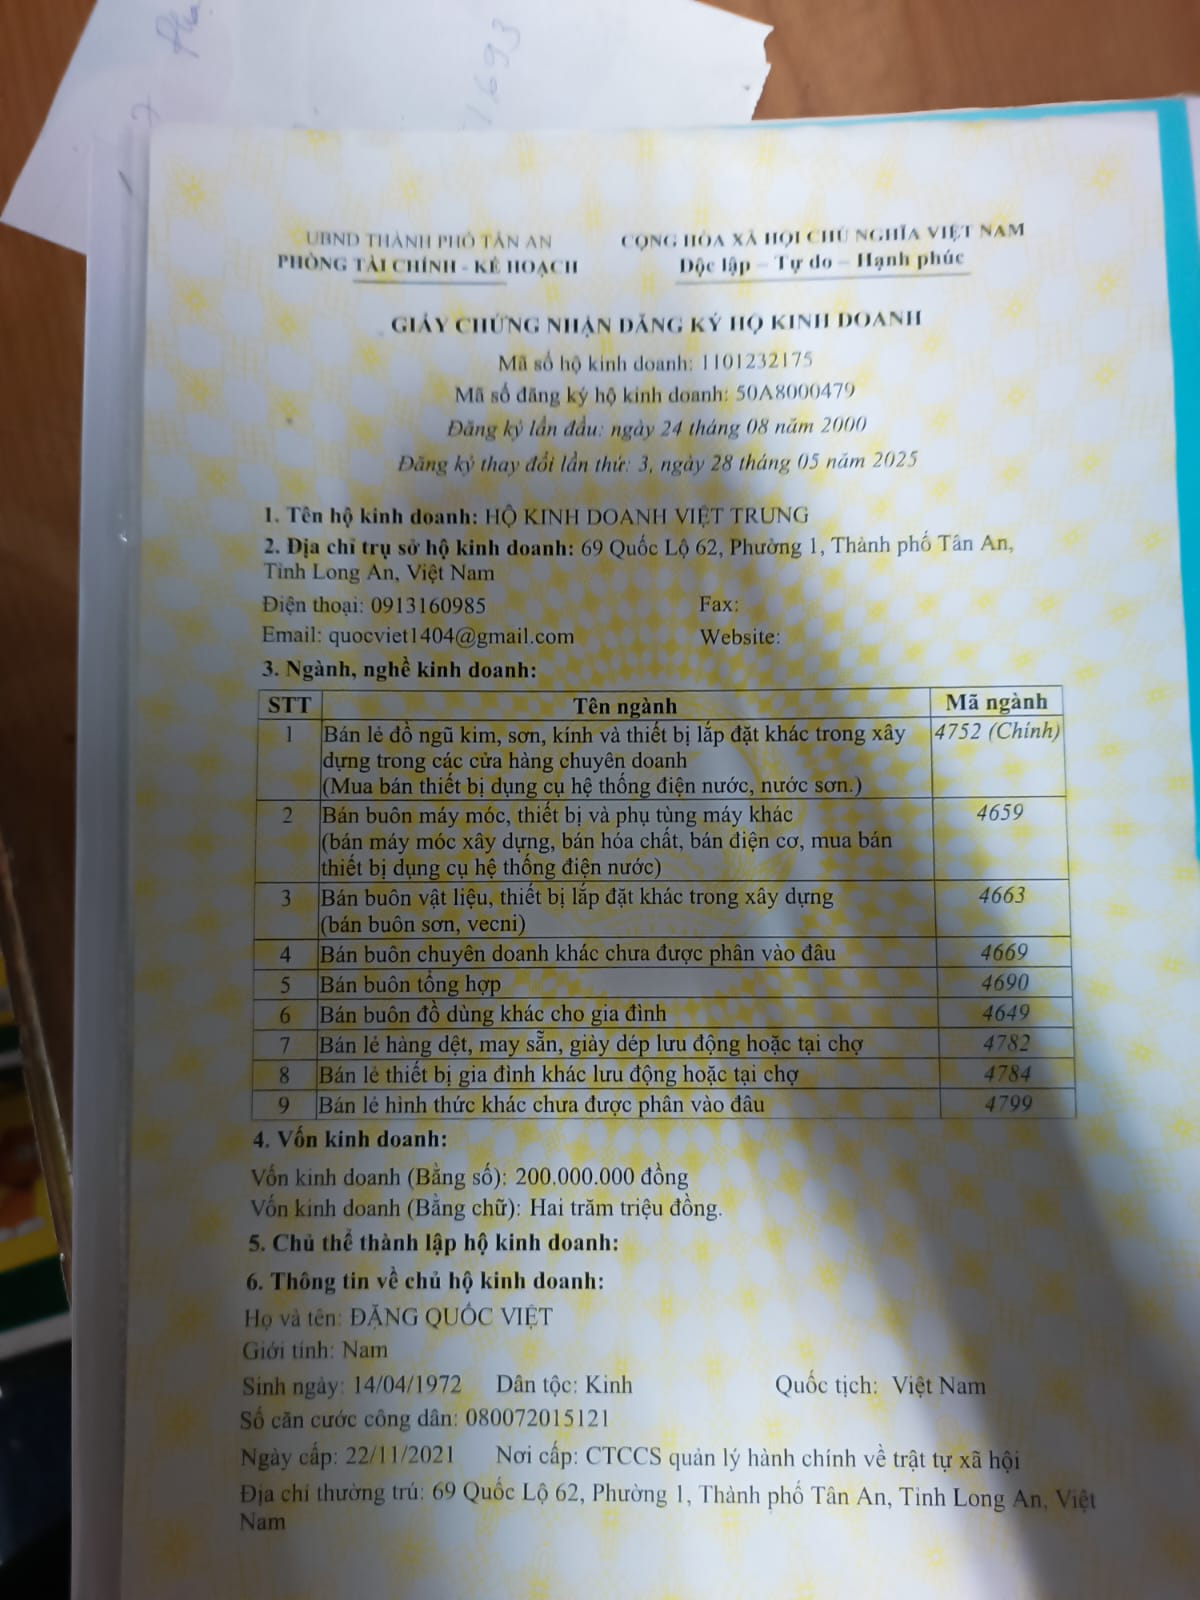 1693
UBND THÀNH PHỐ TÂN AN
PHÒNG TÀI CHÍNH - KẾ HOẠCH
CỘNG HÒA XÃ HỘI CHỦ NGHĨA VIỆT NAM
Độc lập – Tự do – Hạnh phúc
GIẤY CHỨNG NHẬN ĐĂNG KÝ HỘ KINH DOANH
Mã số hộ kinh doanh: 1101232175
Mã số đăng ký hộ kinh doanh: 50A8000479
Đăng ký lần đầu: ngày 24 tháng 08 năm 2000
Đăng ký thay đổi lần thứ: 3, ngày 28 tháng 05 năm 2025
1. Tên hộ kinh doanh: HỘ KINH DOANH VIỆT TRUNG
2. Địa chỉ trụ sở hộ kinh doanh: 69 Quốc Lộ 62, Phường 1, Thành phố Tân An,
Tỉnh Long An, Việt Nam
Điện thoại: 0913160985 Fax:
Email: quocviet1404@gmail.com Website:
3. Ngành, nghề kinh doanh:
STT Tên ngành Mã ngành
1 Bán lẻ đồ ngũ kim, sơn, kính và thiết bị lắp đặt khác trong xây 4752 (Chính)
dựng trong các cửa hàng chuyên doanh
(Mua bán thiết bị dụng cụ hệ thống điện nước, nước sơn.)
2 Bán buôn máy móc, thiết bị và phụ tùng máy khác 4659
(bán máy móc xây dựng, bán hóa chất, bán điện cơ, mua bán
thiết bị dụng cụ hệ thống điện nước)
3 Bán buôn vật liệu, thiết bị lắp đặt khác trong xây dựng 4663
(bán buôn sơn, vecni)
4 Bán buôn chuyên doanh khác chưa được phân vào đâu 4669
5 Bán buôn tổng hợp 4690
6 Bán buôn đồ dùng khác cho gia đình 4649
7 Bán lẻ hàng dệt, may sẵn, giày dép lưu động hoặc tại chợ 4782
8 Bán lẻ thiết bị gia đình khác lưu động hoặc tại chợ 4784
9 Bán lẻ hình thức khác chưa được phân vào đâu 4799
4. Vốn kinh doanh:
Vốn kinh doanh (Bằng số): 200.000.000 đồng
Vốn kinh doanh (Bằng chữ): Hai trăm triệu đồng.
5. Chủ thể thành lập hộ kinh doanh:
6. Thông tin về chủ hộ kinh doanh:
Họ và tên: ĐẶNG QUỐC VIỆT
Giới tính: Nam
Sinh ngày: 14/04/1972 Dân tộc: Kinh Quốc tịch: Việt Nam
Số căn cước công dân: 080072015121
Ngày cấp: 22/11/2021 Nơi cấp: CTCCS quản lý hành chính về trật tự xã hội
Địa chỉ thường trú: 69 Quốc Lộ 62, Phường 1, Thành phố Tân An, Tỉnh Long An, Việt
Nam